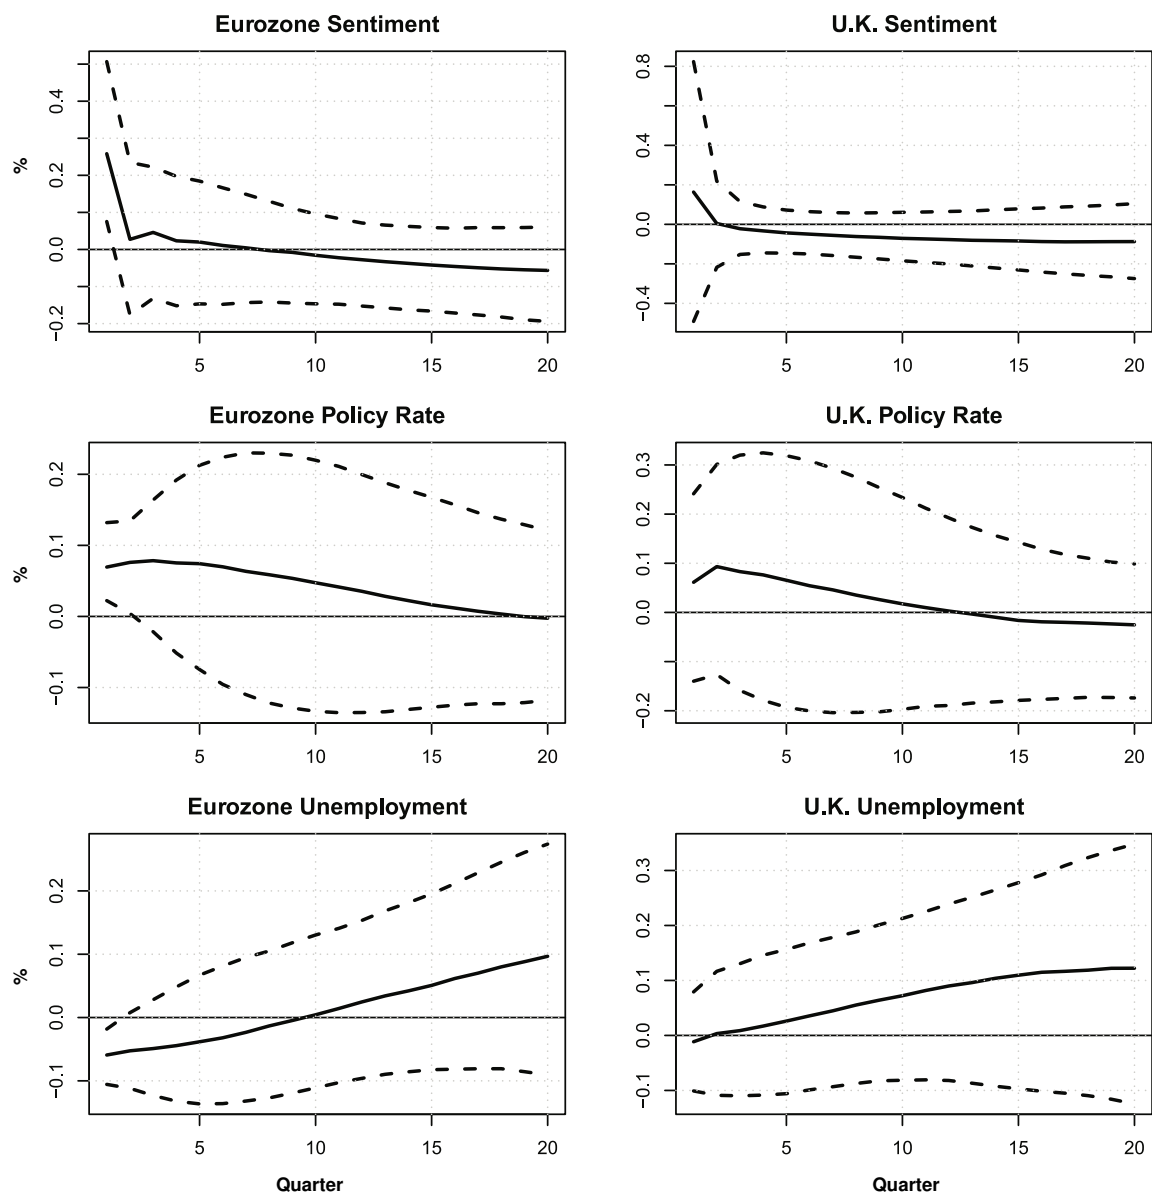 Eurozone Sentiment
%
0.4
0.2
0.0
−0.2
5 10 15 20
U.K. Sentiment
0.8
0.4
0.0
−0.4
5 10 15 20
Eurozone Policy Rate
%
0.2
0.1
0.0
−0.1
5 10 15 20
U.K. Policy Rate
0.3
0.2
0.1
0.0
−0.2
5 10 15 20
Eurozone Unemployment
%
0.2
0.1
0.0
−0.1
5 10 15 20
Quarter
U.K. Unemployment
0.3
0.2
0.1
0.0
−0.1
5 10 15 20
Quarter